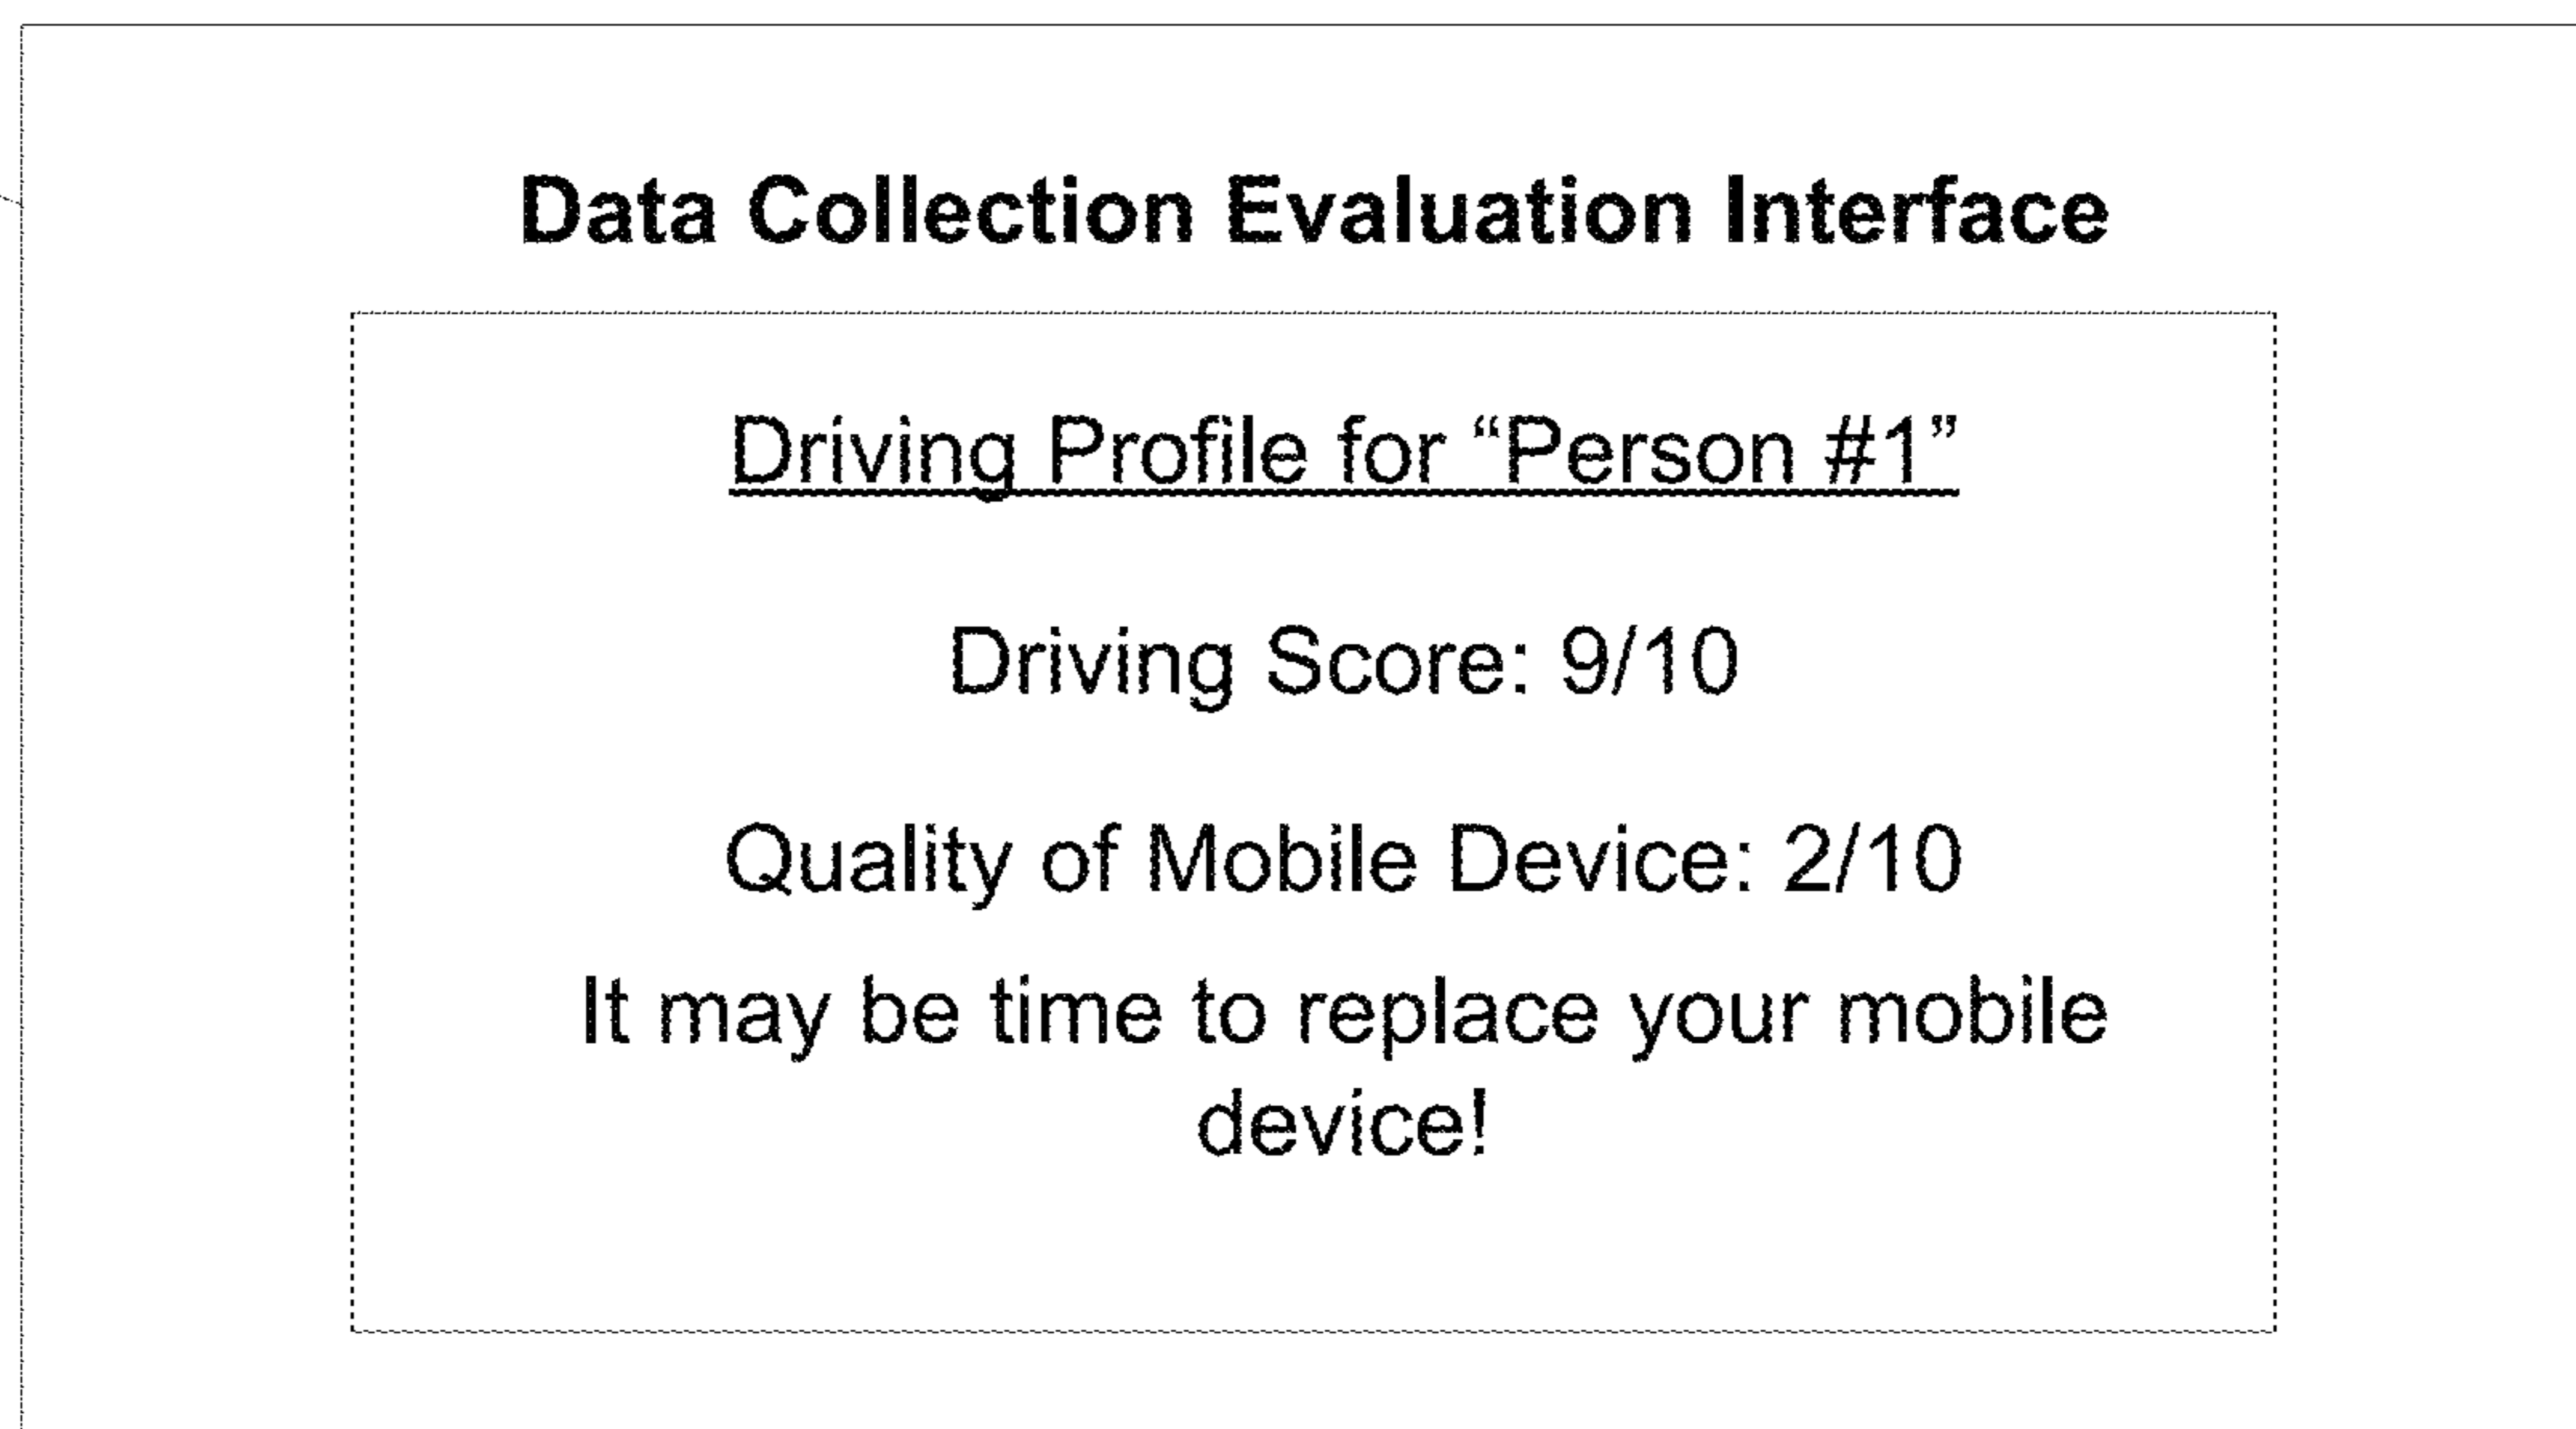 Data Collection Evaluation Interface
Driving Profile for “Person #1”
Driving Score: 9/10
Quality of Mobile Device: 2/10
It may be time to replace your mobile
device!